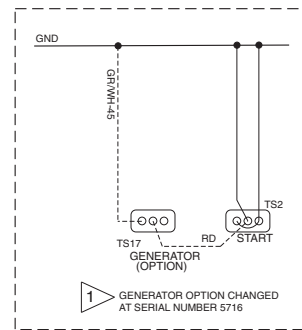 GND
GR/WH-45
TS2
TS17
RD
START
GENERATOR
(OPTION)
1
GENERATOR OPTION CHANGED
AT SERIAL NUMBER 5716